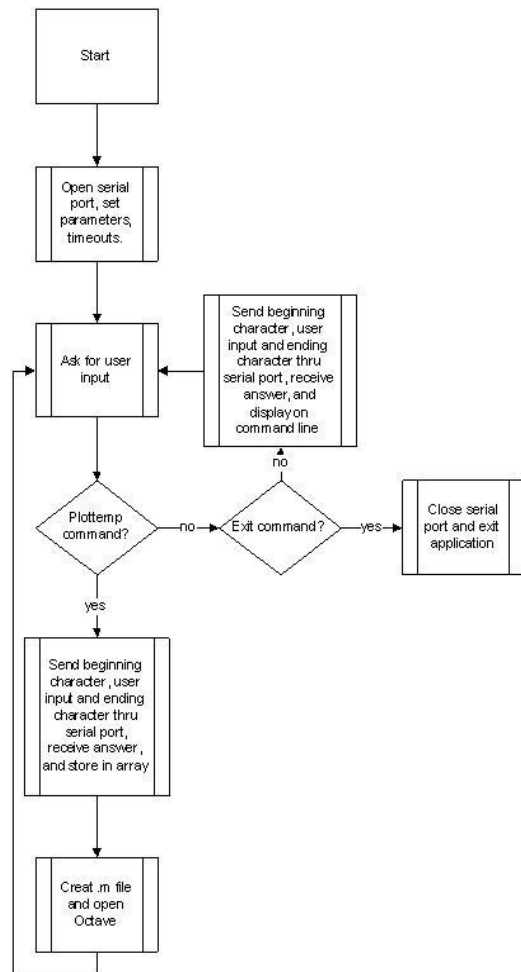 Start
Open serial
port, set
parameters,
timeouts.
Ask for user
input
Send beginning
character, user
input and ending
character thru
serial port, receive
answer, and
display on
command line
no
Plottemp
command?
no
Exit command?
yes
Close serial
port and exit
application
yes
Send beginning
character, user
input and ending
character thru
serial port,
receive answer,
and store in array
Creat .m file
and open
Octave